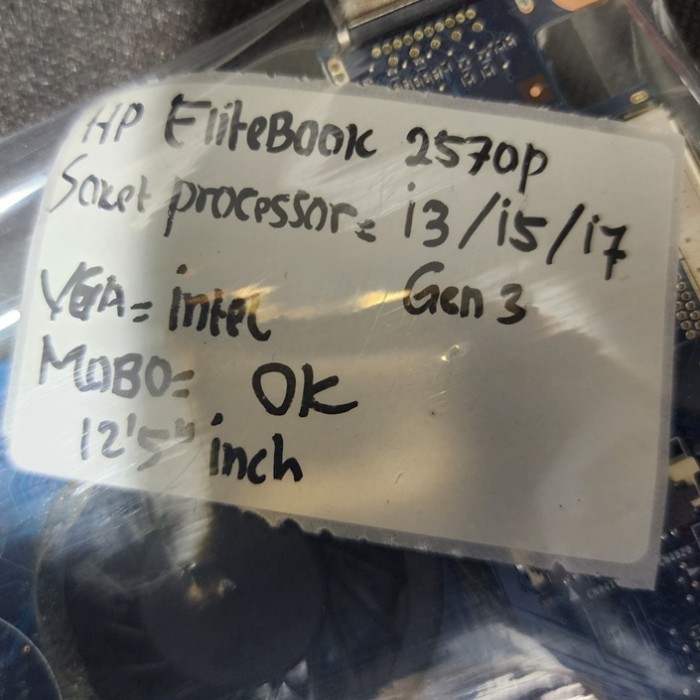 HP EliteBook 2570p
Soket processor= i3/i5/i7
Gen 3
VGA= intel
MOBO= OK
12'5" inch